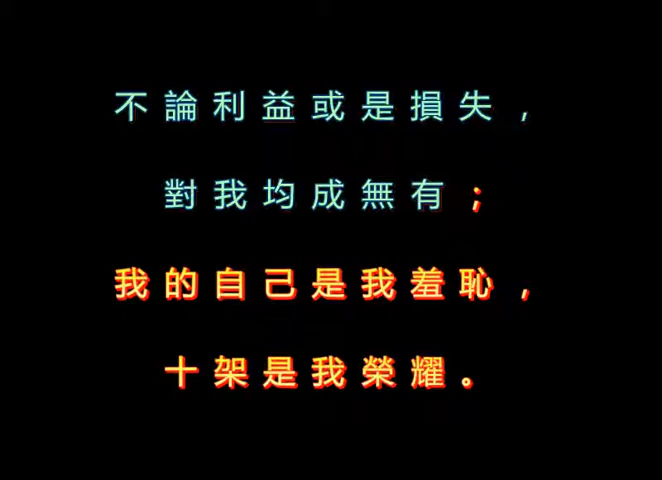 不論利益或是損失，
對我均成無有；
我的自己是我羞恥，
十架是我榮耀。